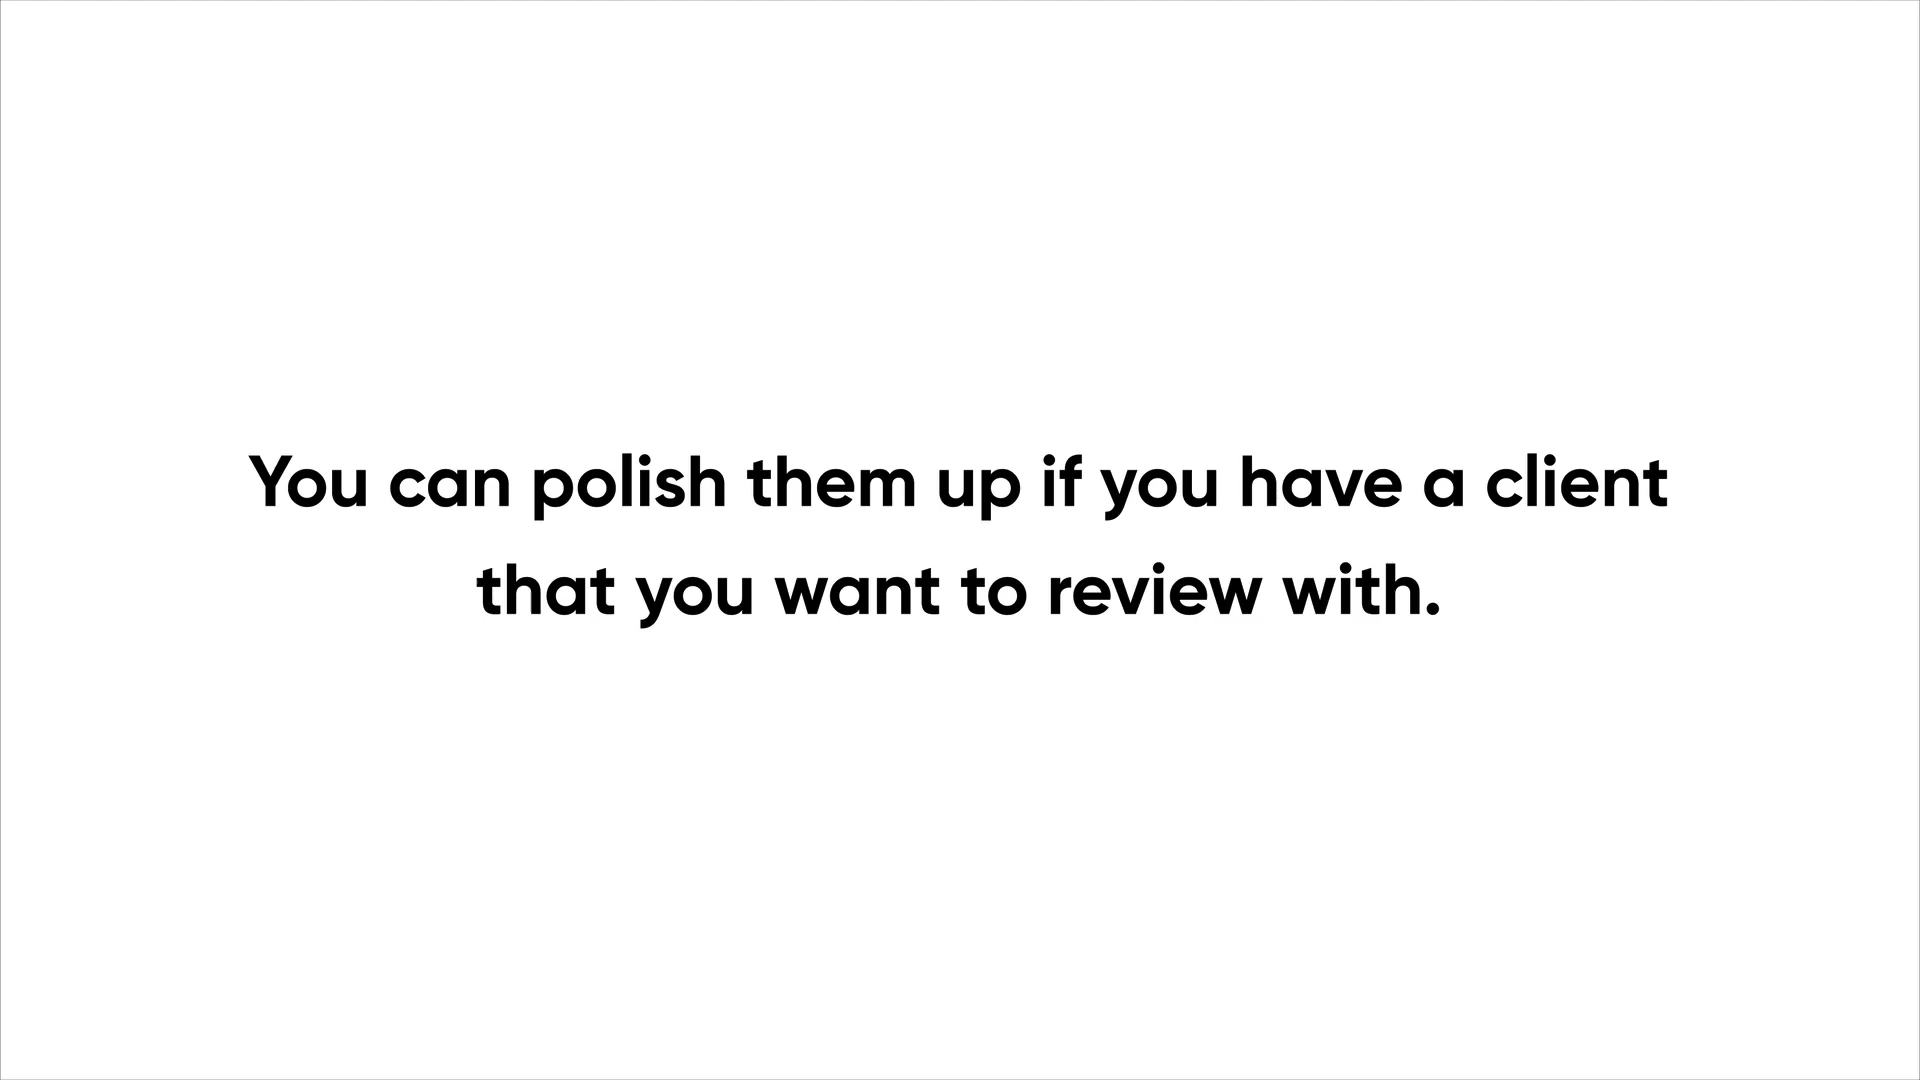 You can polish them up if you have a client
that you want to review with.